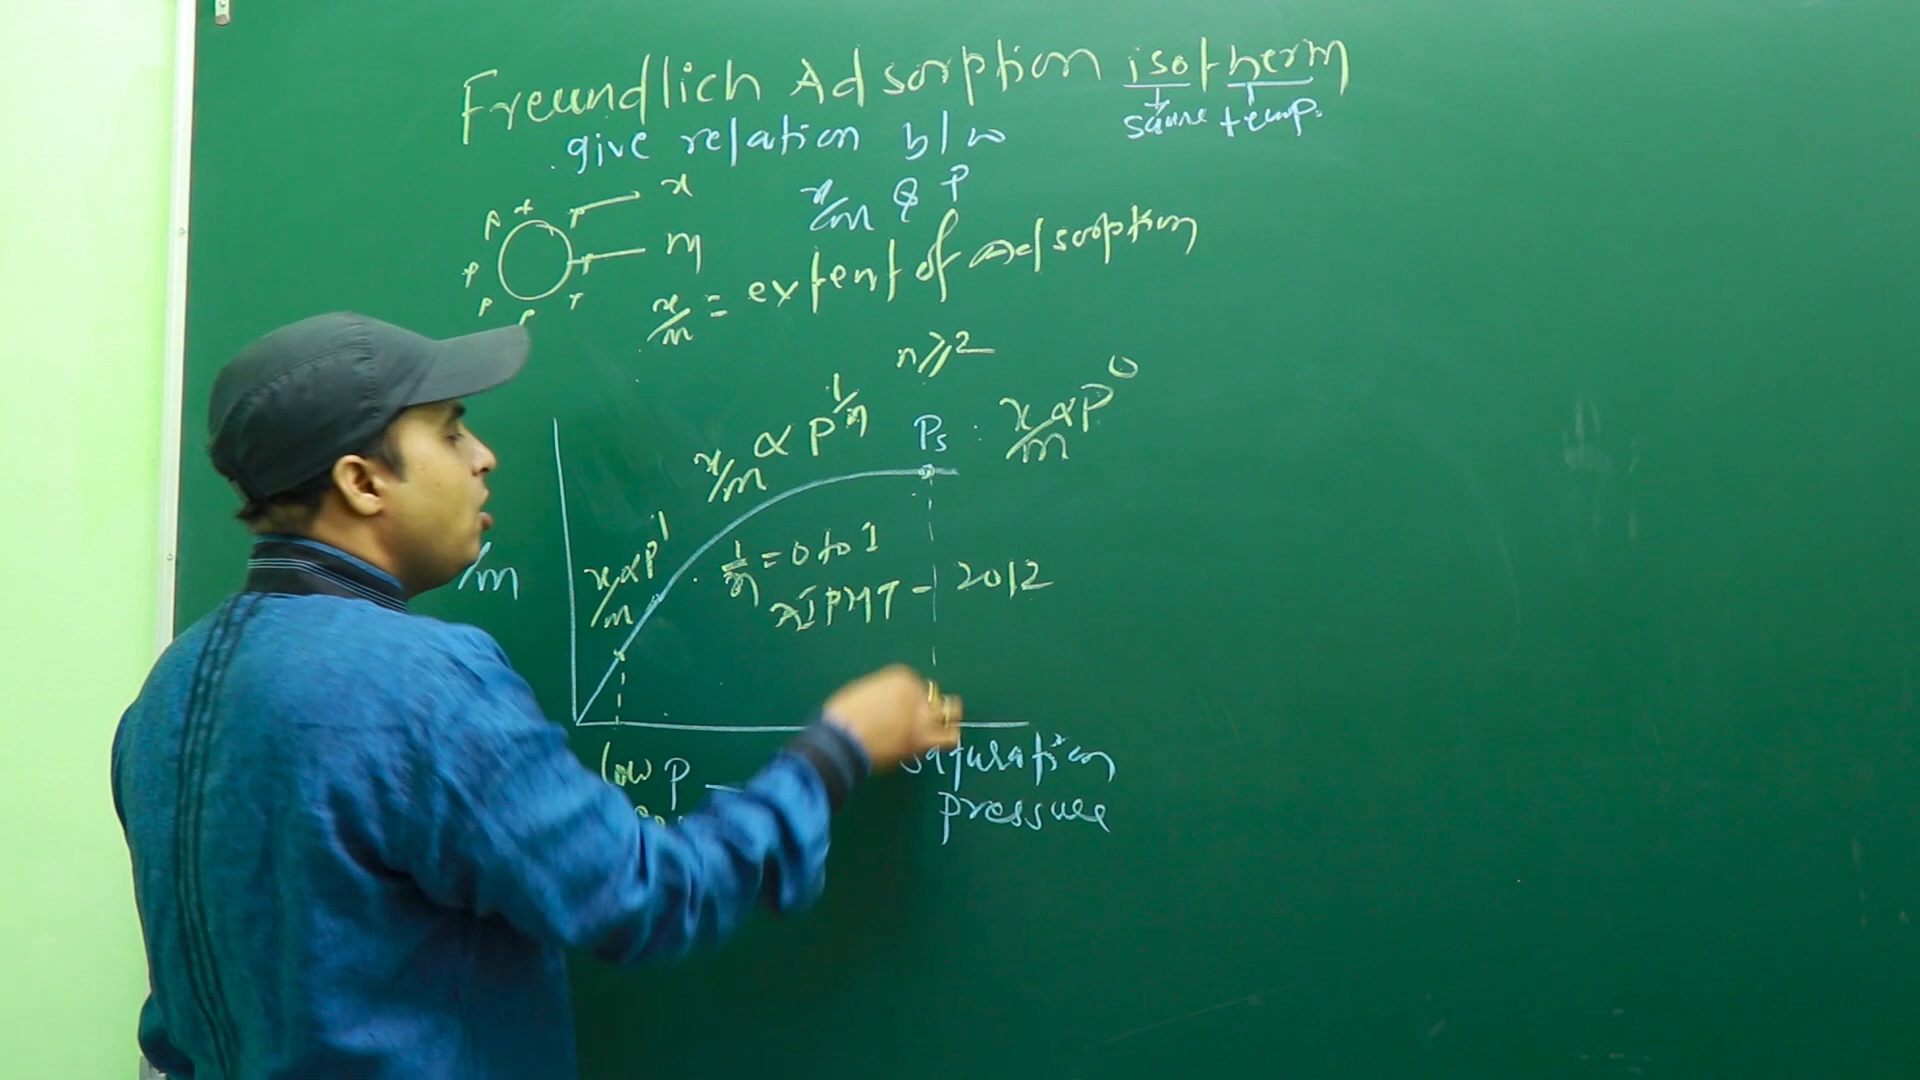 Freundlich Adsorption isotherm
same temp.
give relation b/w
x/m & P
x
m
x/m = extent of Adsorption
n ≥ 2
x/m ∝ P^1/n
Ps
x/m ∝ P^0
x/m ∝ P^1
1/n = 0 to 1
AIPMT - 2012
/m
low P
saturation
pressure